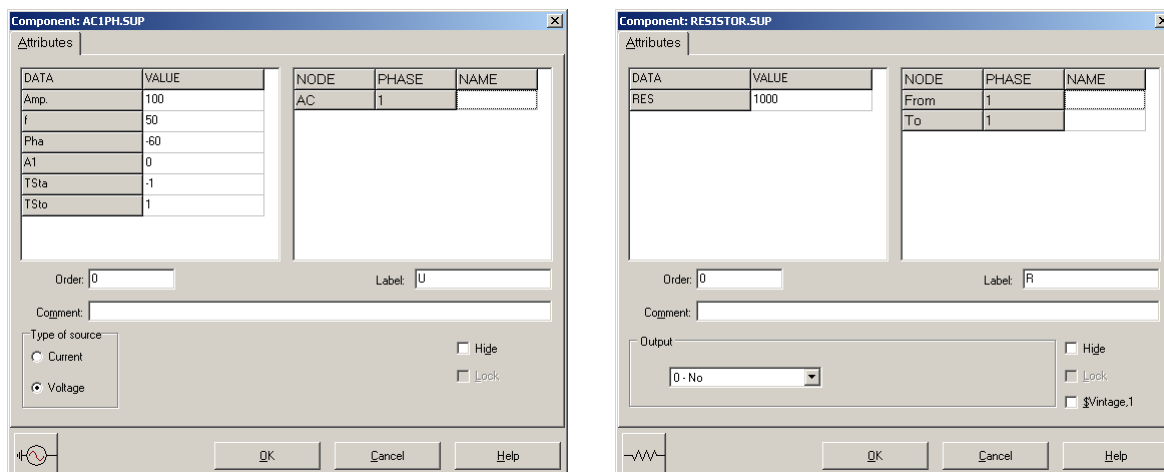 Component: AC1PH.SUP
Attributes
DATA VALUE
Amp. 100
f 50
Pha -60
A1 0
TSta -1
TSto 1
NODE PHASE NAME
AC 1
Order: 0
Label: U
Comment:
Type of source
Current
Voltage
Hide
Lock
OK Cancel Help
Component: RESISTOR.SUP
Attributes
DATA VALUE
RES 1000
NODE PHASE NAME
From 1
To 1
Order: 0
Label: R
Comment:
Output
0 - No
Hide
Lock
$Vintage,1
OK Cancel Help